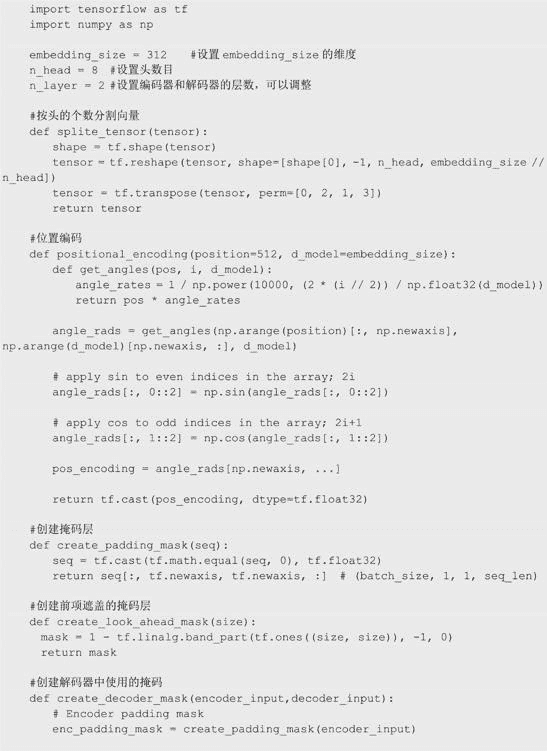 import tensorflow as tf
import numpy as np
embedding_size = 312 #设置embedding_size的维度
n_head = 8 #设置头数目
n_layer = 2 #设置编码器和解码器的层数，可以调整
#按头的个数分割向量
def splite_tensor(tensor):
shape = tf.shape(tensor)
tensor = tf.reshape(tensor, shape=[shape[0], -1, n_head, embedding_size //
n_head])
tensor = tf.transpose(tensor, perm=[0, 2, 1, 3])
return tensor
#位置编码
def positional_encoding(position=512, d_model=embedding_size):
def get_angles(pos, i, d_model):
angle_rates = 1 / np.power(10000, (2 * (i // 2)) / np.float32(d_model))
return pos * angle_rates
angle_rads = get_angles(np.arange(position)[:, np.newaxis],
np.arange(d_model)[np.newaxis, :], d_model)
# apply sin to even indices in the array; 2i
angle_rads[:, 0::2] = np.sin(angle_rads[:, 0::2])
# apply cos to odd indices in the array; 2i+1
angle_rads[:, 1::2] = np.cos(angle_rads[:, 1::2])
pos_encoding = angle_rads[np.newaxis, ...]
return tf.cast(pos_encoding, dtype=tf.float32)
#创建掩码层
def create_padding_mask(seq):
seq = tf.cast(tf.math.equal(seq, 0), tf.float32)
return seq[:, tf.newaxis, tf.newaxis, :] # (batch_size, 1, 1, seq_len)
#创建前项遮盖的掩码层
def create_look_ahead_mask(size):
mask = 1 - tf.linalg.band_part(tf.ones((size, size)), -1, 0)
return mask
#创建解码器中使用的掩码
def create_decoder_mask(encoder_input,decoder_input):
# Encoder padding mask
enc_padding_mask = create_padding_mask(encoder_input)